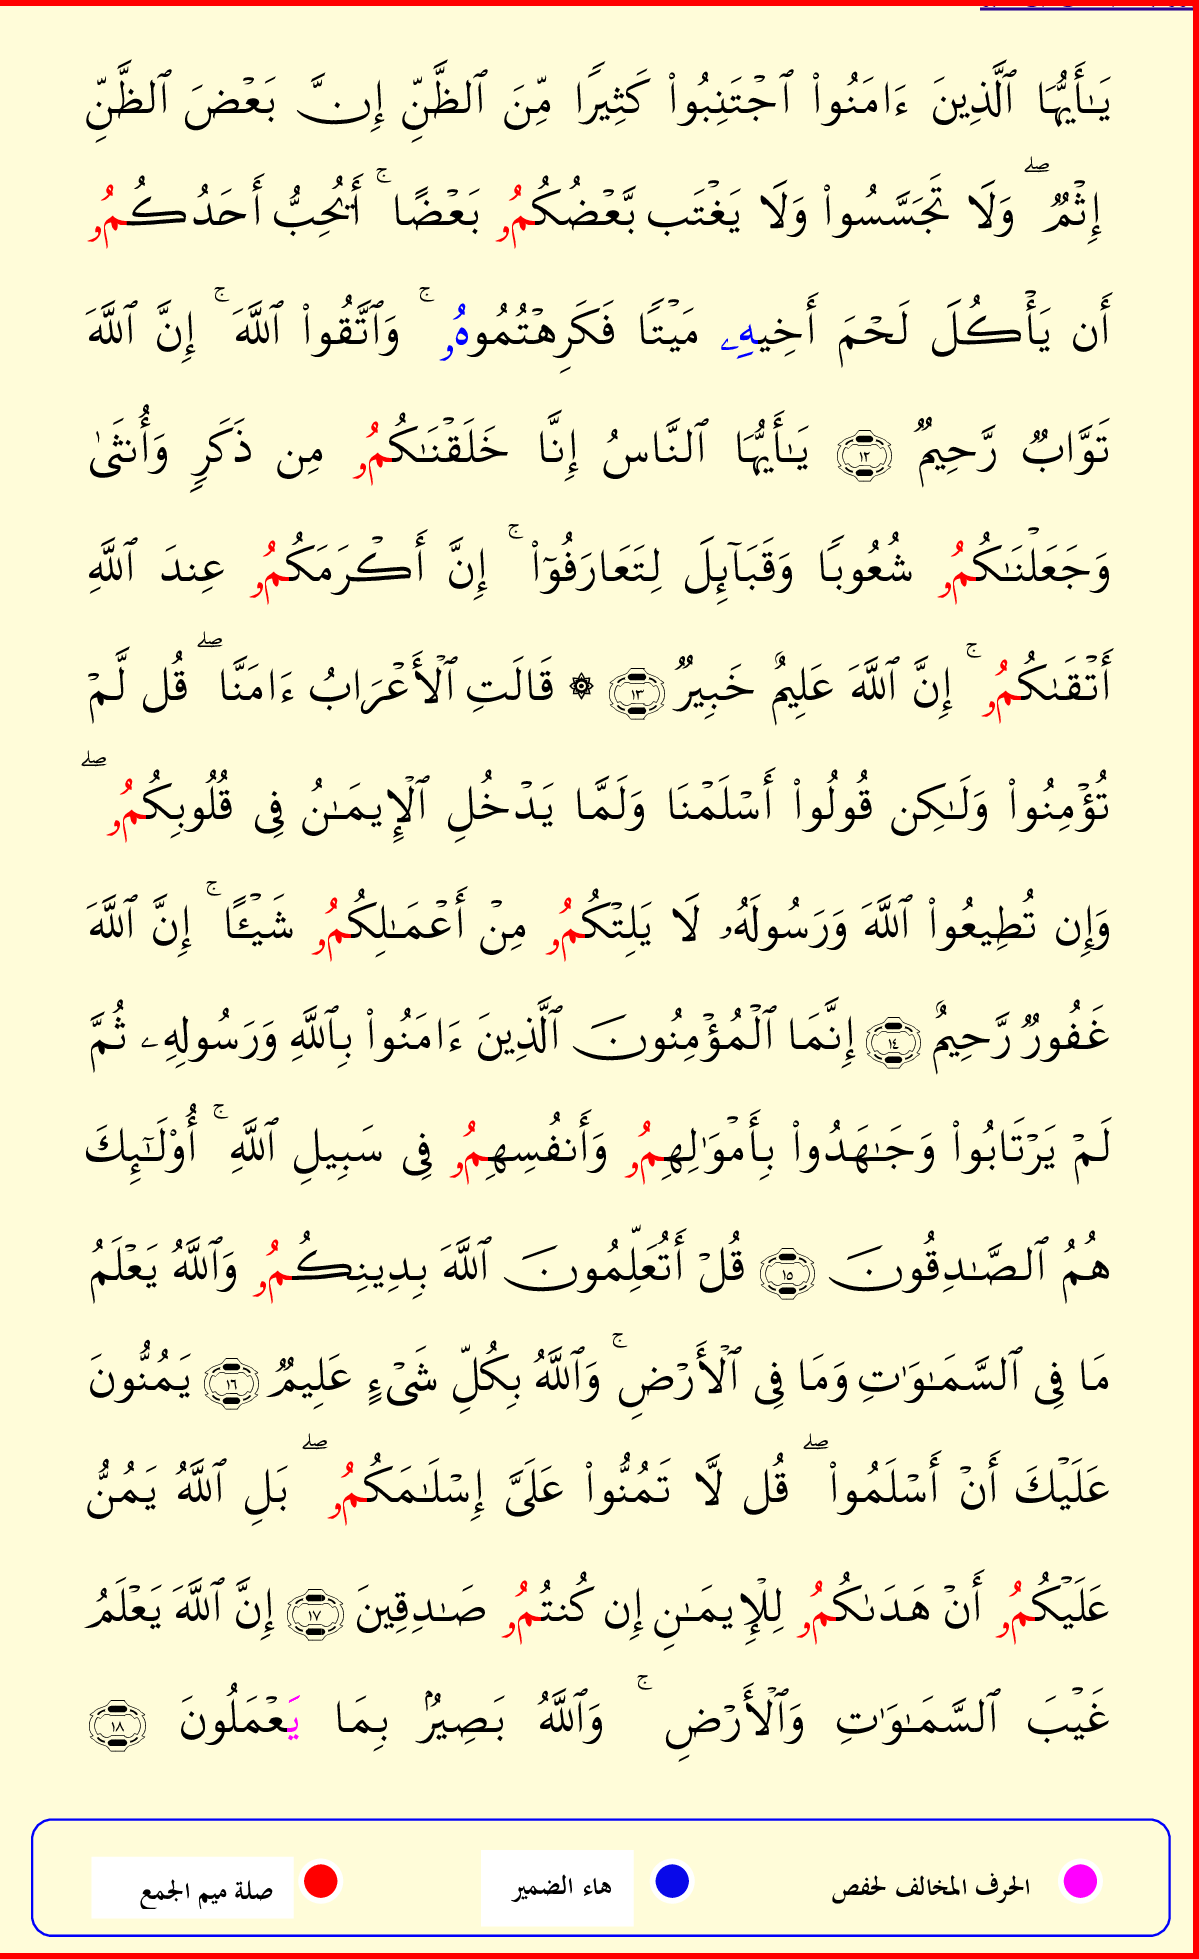 يَـٰٓأَيُّهَا ٱلَّذِينَ ءَامَنُوا۟ ٱجْتَنِبُوا۟ كَثِيرًا مِّنَ ٱلظَّنِّ إِنَّ بَعْضَ ٱلظَّنِّ
إِثْمٌ ۖ وَلَا تَجَسَّسُوا۟ وَلَا يَغْتَب بَّعْضُكُمُۥ بَعْضًا ۚ أَيُحِبُّ أَحَدُكُمُۥ
أَن يَأْكُلَ لَحْمَ أَخِيهِۦ مَيْتًا فَكَرِهْتُمُوهُۥ ۚ وَٱتَّقُوا۟ ٱللَّهَ ۚ إِنَّ ٱللَّهَ
تَوَّابٌ رَّحِيمٌ ١٢ يَـٰٓأَيُّهَا ٱلنَّاسُ إِنَّا خَلَقْنَـٰكُمُۥ مِن ذَكَرٍ وَأُنثَىٰ
وَجَعَلْنَـٰكُمُۥ شُعُوبًا وَقَبَآئِلَ لِتَعَارَفُوٓا۟ ۚ إِنَّ أَكْرَمَكُمُۥ عِندَ ٱللَّهِ
أَتْقَىٰكُمُۥ ۚ إِنَّ ٱللَّهَ عَلِيمٌ خَبِيرٌ ١٣ ۞ قَالَتِ ٱلْأَعْرَابُ ءَامَنَّا ۖ قُل لَّمْ
تُؤْمِنُوا۟ وَلَـٰكِن قُولُوا۟ أَسْلَمْنَا وَلَمَّا يَدْخُلِ ٱلْإِيمَـٰنُ فِى قُلُوبِكُمُۥ ۖ
وَإِن تُطِيعُوا۟ ٱللَّهَ وَرَسُولَهُۥ لَا يَلِتْكُمُۥ مِنْ أَعْمَـٰلِكُمُۥ شَيْـًٔا ۚ إِنَّ ٱللَّهَ
غَفُورٌ رَّحِيمٌ ١٤ إِنَّمَا ٱلْمُؤْمِنُونَ ٱلَّذِينَ ءَامَنُوا۟ بِٱللَّهِ وَرَسُولِهِۦ ثُمَّ
لَمْ يَرْتَابُوا۟ وَجَـٰهَدُوا۟ بِأَمْوَٰلِهِمُۥ وَأَنفُسِهِمُۥ فِى سَبِيلِ ٱللَّهِ ۚ أُو۟لَـٰٓئِكَ
هُمُ ٱلصَّـٰدِقُونَ ١٥ قُلْ أَتُعَلِّمُونَ ٱللَّهَ بِدِينِكُمُۥ وَٱللَّهُ يَعْلَمُ
مَا فِى ٱلسَّمَـٰوَٰتِ وَمَا فِى ٱلْأَرْضِ ۚ وَٱللَّهُ بِكُلِّ شَىْءٍ عَلِيمٌ ١٦ يَمُنُّونَ
عَلَيْكَ أَنْ أَسْلَمُوا۟ ۖ قُل لَّا تَمُنُّوا۟ عَلَىَّ إِسْلَـٰمَكُمُۥ ۖ بَلِ ٱللَّهُ يَمُنُّ
عَلَيْكُمُۥ أَنْ هَدَىٰكُمُۥ لِلْإِيمَـٰنِ إِن كُنتُمُۥ صَـٰدِقِينَ ١٧ إِنَّ ٱللَّهَ يَعْلَمُ
غَيْبَ ٱلسَّمَـٰوَٰتِ وَٱلْأَرْضِ ۚ وَٱللَّهُ بَصِيرٌۢ بِمَا يَعْمَلُونَ ١٨
الحرف المخالف لحفص هاء الضمير صلة ميم الجمع